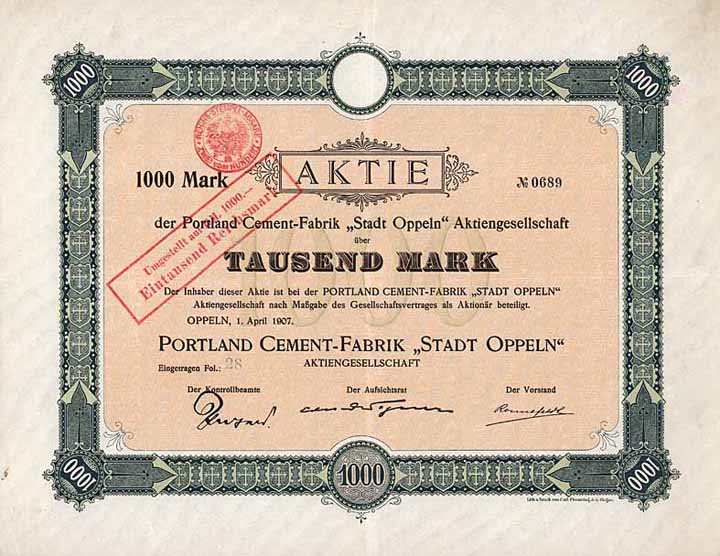 1000
1000
1000 Mark
AKTIE
№ 0689
der Portland Cement-Fabrik „Stadt Oppeln“ Aktiengesellschaft
über
TAUSEND MARK
Umgestellt auf 1000.—
Eintausend Reichsmark
Der Inhaber dieser Aktie ist bei der PORTLAND CEMENT-FABRIK „STADT OPPELN“
Aktiengesellschaft nach Maßgabe des Gesellschaftsvertrages als Aktionär beteiligt.
OPPELN, 1. April 1907.
PORTLAND CEMENT-FABRIK „STADT OPPELN“
AKTIENGESELLSCHAFT
Eingetragen Fol.: 28
Der Kontrollbeamte
Der Aufsichtsrat
Der Vorstand
1000
1000
1000